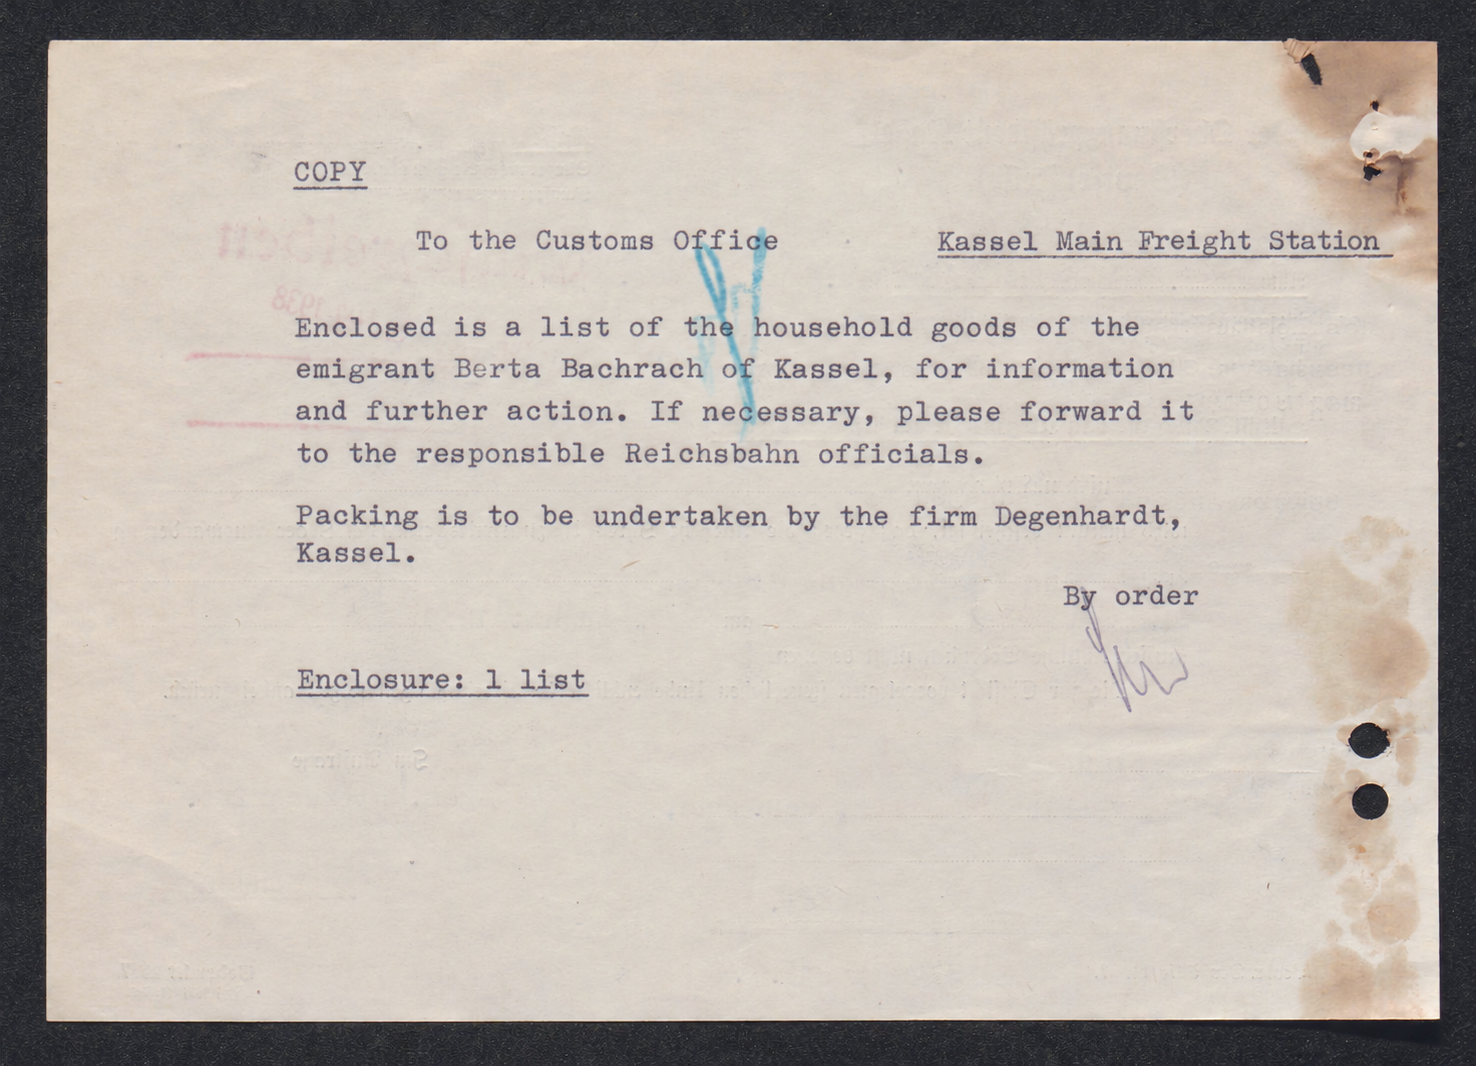 COPY
To the Customs Office Kassel Main Freight Station
Enclosed is a list of the household goods of the
emigrant Berta Bachrach of Kassel, for information
and further action. If necessary, please forward it
to the responsible Reichsbahn officials.
Packing is to be undertaken by the firm Degenhardt,
Kassel.
By order
Enclosure: 1 list